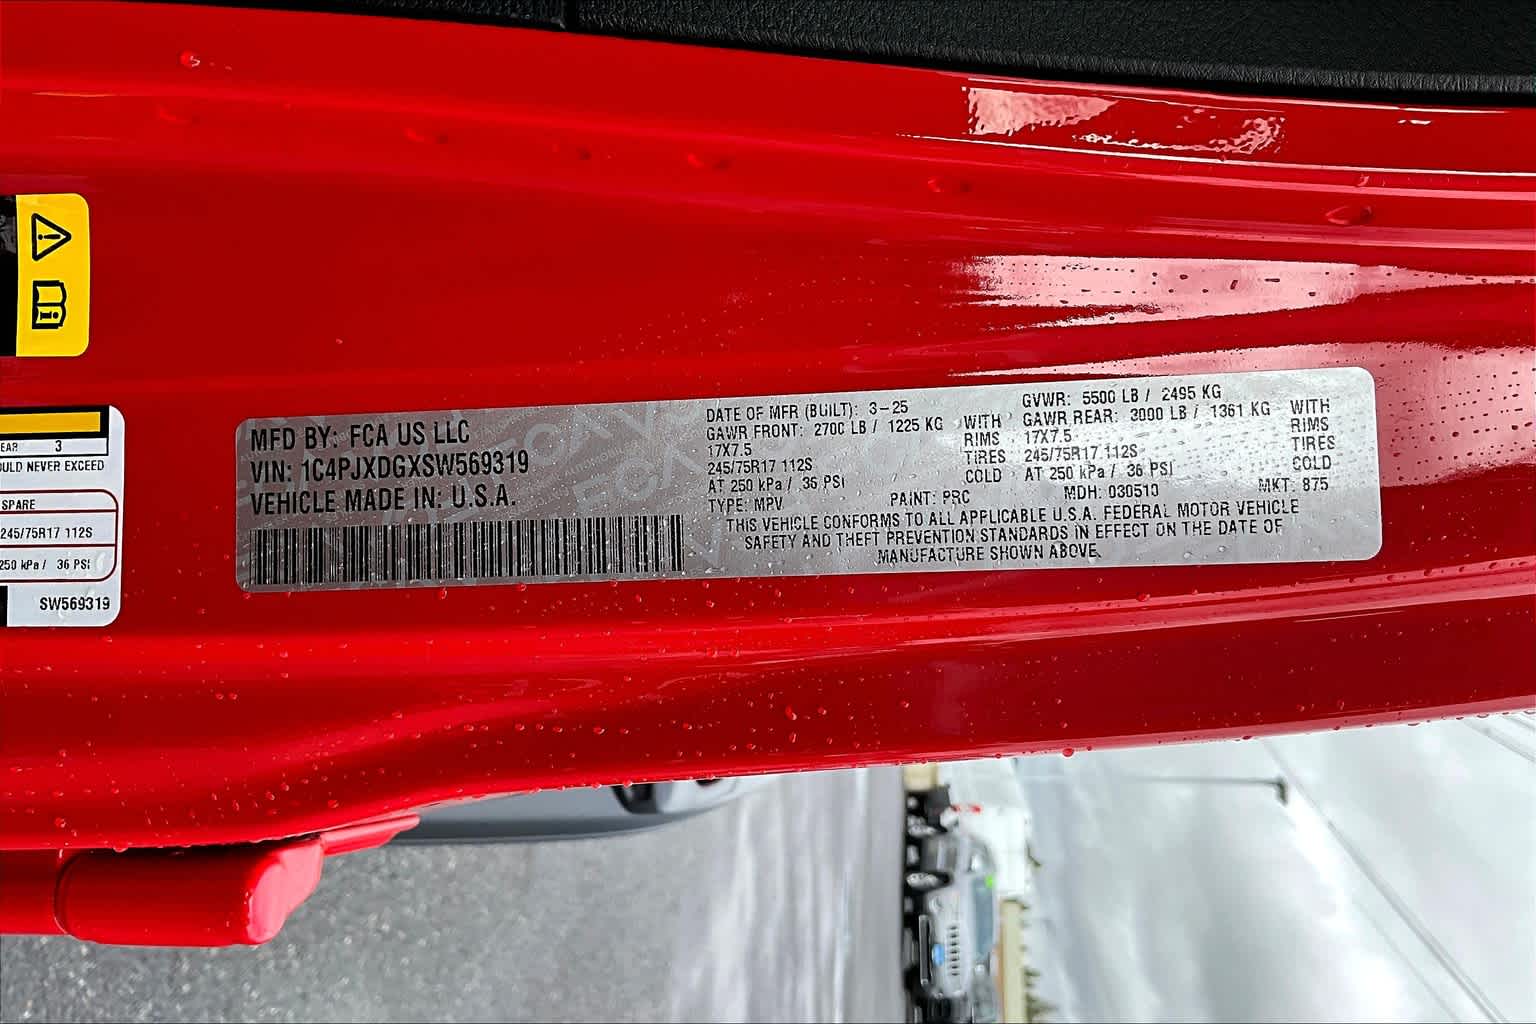 EAR 3
OULD NEVER EXCEED
SPARE
245/75R17 112S
250 kPa / 36 PSI
SW569319
MFD BY: FCA US LLC
VIN: 1C4PJXDGXSW569319
VEHICLE MADE IN: U.S.A.
DATE OF MFR (BUILT): 3-25
GVWR: 5500 LB / 2495 KG
GAWR FRONT: 2700 LB / 1225 KG WITH
17X7.5 RIMS
245/75R17 112S TIRES
AT 250 kPa / 36 PSI COLD
GAWR REAR: 3000 LB / 1361 KG WITH
17X7.5 RIMS
245/75R17 112S TIRES
AT 250 kPa / 36 PSI COLD
TYPE: MPV PAINT: PRC MDH: 030510 MKT: 875
THIS VEHICLE CONFORMS TO ALL APPLICABLE U.S.A. FEDERAL MOTOR VEHICLE
SAFETY AND THEFT PREVENTION STANDARDS IN EFFECT ON THE DATE OF
MANUFACTURE SHOWN ABOVE.